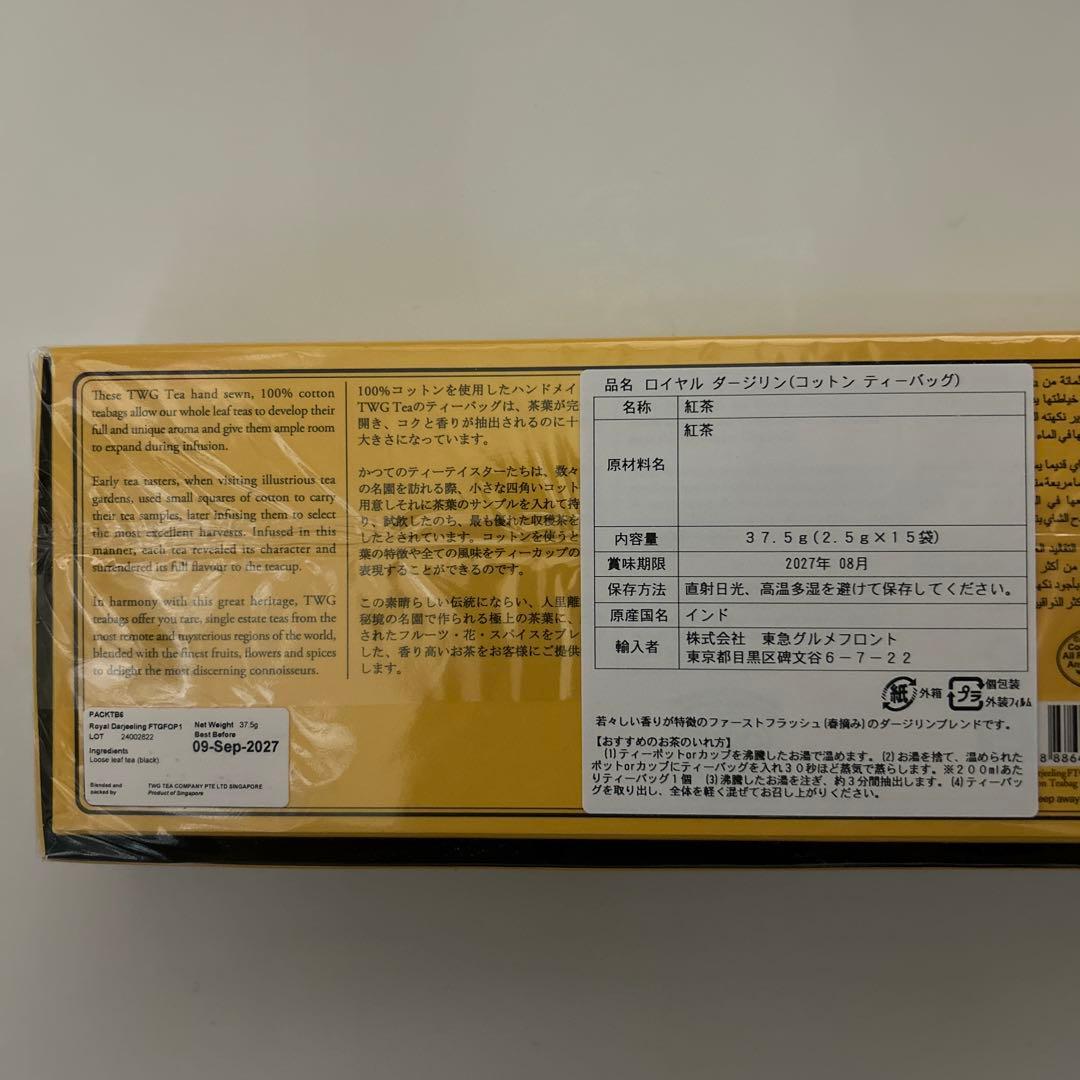 These TWG Tea hand sewn, 100% cotton
teabags allow our whole leaf teas to develop their
full and unique aroma and give them ample room
to expand during infusion.
Early tea tasters, when visiting illustrious tea
gardens, used small squares of cotton to carry
their tea samples, later infusing them to select
the most excellent harvests. Infused in this
manner, each tea revealed its character and
surrendered its full flavour to the teacup.
In harmony with this great heritage, TWG
teabags offer you rare, single estate teas from the
most remote and mysterious regions of the world,
blended with the finest fruits, flowers and spices
to delight the most discerning connoisseurs.
PACKTB6
Royal Darjeeling FTGFOP1
LOT 24002822
Ingredients
Loose leaf tea (black)
Net Weight 37.5g
Best Before
09-Sep-2027
Blended and
packed by
TWG TEA COMPANY PTE LTD SINGAPORE
Product of Singapore
100%コットンを使用したハンドメイ
TWG Teaのティーバッグは、茶葉が完
開き、コクと香りが抽出されるのに十
大きさになっています。
かつてのティーテイスターたちは、数々
の名園を訪れる際、小さな四角いコット
用意しそれに茶葉のサンプルを入れて持
り、試飲したのち、最も優れた収穫茶を
したとされています。コットンを使うと
葉の特徴や全ての風味をティーカップの
表現することができるのです。
この素晴らしい伝統にならい、人里離
秘境の名園で作られる極上の茶葉に、
されたフルーツ・花・スパイスをブレ
した、香り高いお茶をお客様にご提供
します。
品名 ロイヤル ダージリン(コットン ティーバッグ)
名称 紅茶
原材料名 紅茶
内容量 37.5g(2.5g×15袋)
賞味期限 2027年 08月
保存方法 直射日光、高温多湿を避けて保存してください。
原産国名 インド
輸入者 株式会社 東急グルメフロント
東京都目黒区碑文谷6-7-22
紙 外箱 プラ 個包装
外装フィルム
若々しい香りが特徴のファーストフラッシュ(春摘み)のダージリンブレンドです。
【おすすめのお茶のいれ方】
(1)ティーポットorカップを沸騰したお湯で温めます。(2)お湯を捨て、温められた
ポットorカップにティーバッグを入れ30秒ほど蒸気で蒸らします。※200mlあた
りティーバッグ1個 (3)沸騰したお湯を注ぎ、約3分間抽出します。(4)ティーバッ
グを取り出し、全体を軽く混ぜてお召し上がりください。